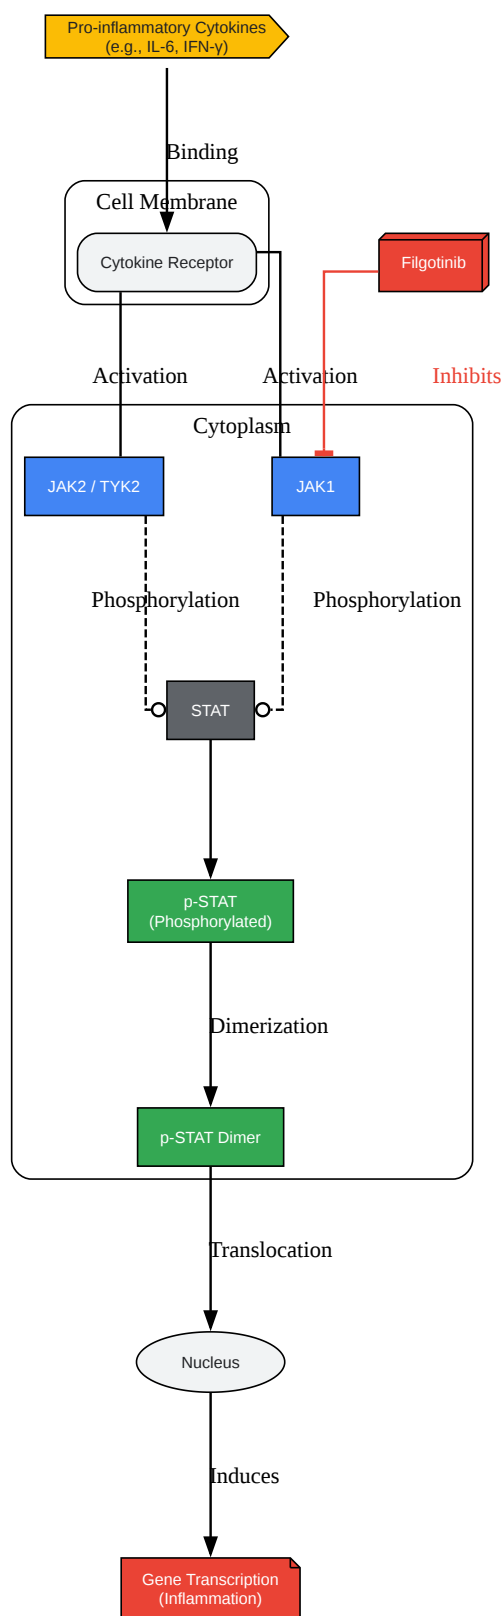 Pro-inflammatory Cytokines
(e.g., IL-6, IFN-γ)
Binding
Cell Membrane
Cytokine Receptor
Filgotinib
Activation
Activation
Inhibits
Cytoplasm
JAK2 / TYK2
JAK1
Phosphorylation
Phosphorylation
STAT
p-STAT
(Phosphorylated)
Dimerization
p-STAT Dimer
Translocation
Nucleus
Induces
Gene Transcription
(Inflammation)